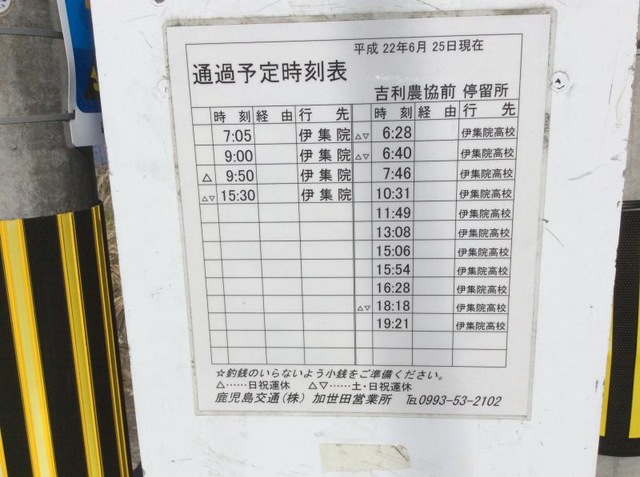 平成 22年6月 25日現在
通過予定時刻表
吉利農協前 停留所
時 刻 経 由 行 先 時 刻 経 由 行 先
7:05 伊 集 院 △▽ 6:28 伊集院高校
9:00 伊 集 院 △▽ 6:40 伊集院高校
△ 9:50 伊 集 院 7:46 伊集院高校
△▽ 15:30 伊 集 院 10:31 伊集院高校
11:49 伊集院高校
13:08 伊集院高校
15:06 伊集院高校
15:54 伊集院高校
16:28 伊集院高校
△▽ 18:18 伊集院高校
19:21 伊集院高校
☆釣銭のいらないよう小銭をご準備ください。
△……日祝運休 △▽……土・日祝運休
鹿児島交通(株) 加世田営業所 ℡0993-53-2102